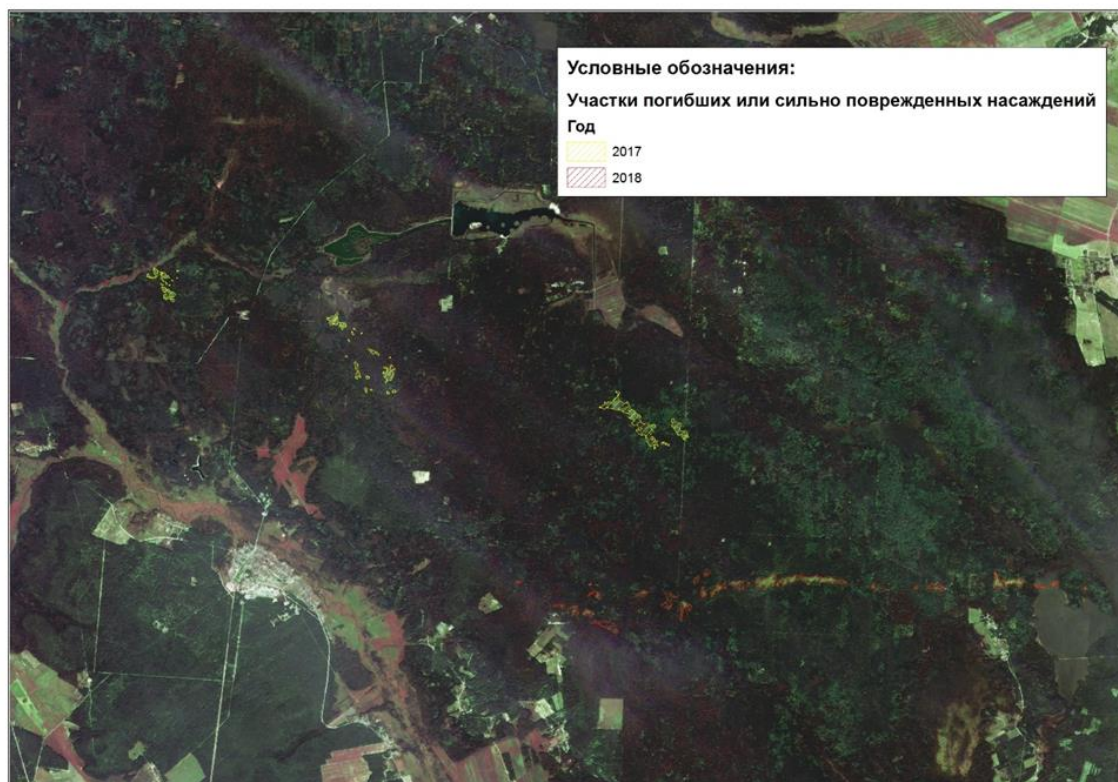 Условные обозначения:
Участки погибших или сильно поврежденных насаждений
Год
2017
2018